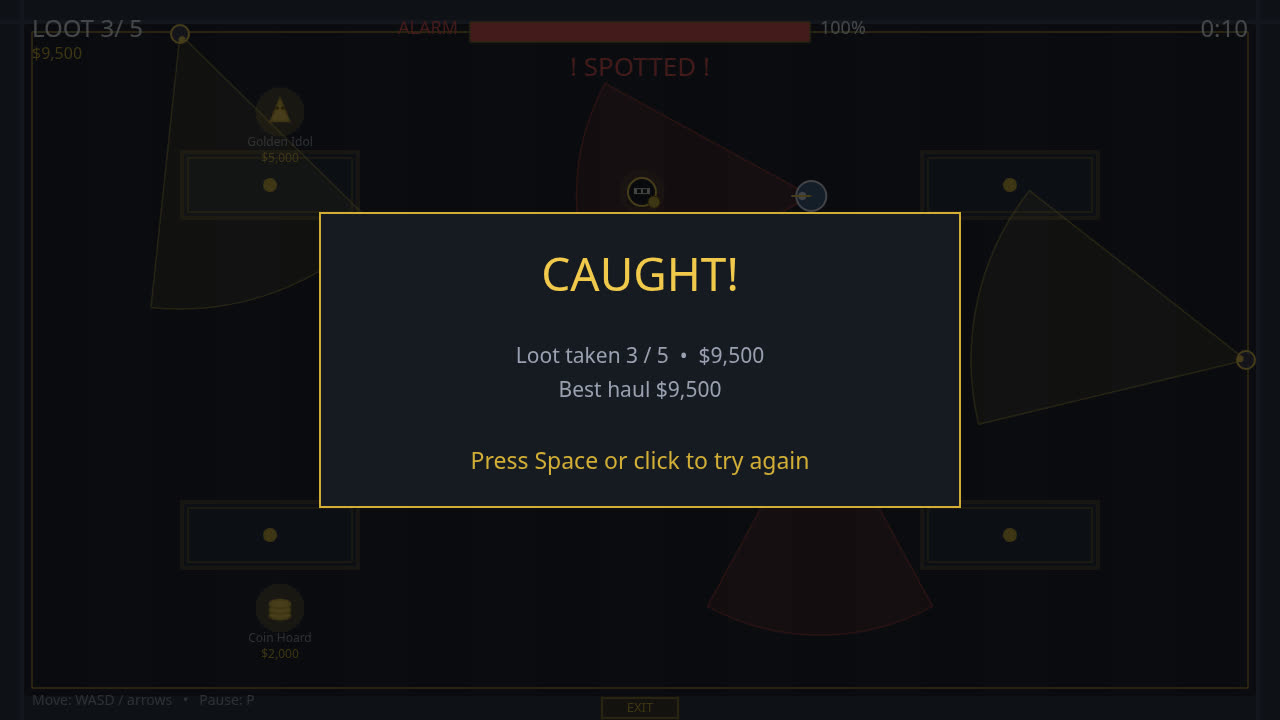 LOOT 3/ 5
ALARM
100%
0:10
$9,500
! SPOTTED !
Golden Idol
$5,000
CAUGHT!
Loot taken 3 / 5 • $9,500
Best haul $9,500
Press Space or click to try again
Coin Hoard
$2,000
Move: WASD / arrows • Pause: P
EXIT